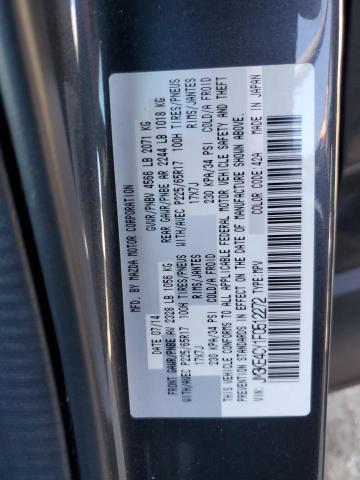 MFD. BY MAZDA MOTOR CORPORATION
DATE 07/14 GVWR/PNBV 4566 LB 2071 KG
FRONT GAWR/PNBE AV 2328 LB 1056 KG REAR GAWR/PNBE AR 2244 LB 1018 KG
WITH/AVEC P225/65R17 100H TIRES/PNEUS WITH/AVEC P225/65R17 100H TIRES/PNEUS
17X7J RIMS/JANTES 17X7J RIMS/JANTES
230 KPA/34 PSI COLD/A FROID 230 KPA/34 PSI COLD/A FROID
THIS VEHICLE CONFORMS TO ALL APPLICABLE FEDERAL MOTOR VEHICLE SAFETY AND THEFT
PREVENTION STANDARDS IN EFFECT ON THE DATE OF MANUFACTURE SHOWN ABOVE.
VIN: JM3KE4CY1F0512272 TYPE: MPV COLOR CODE: 42A MADE IN JAPAN